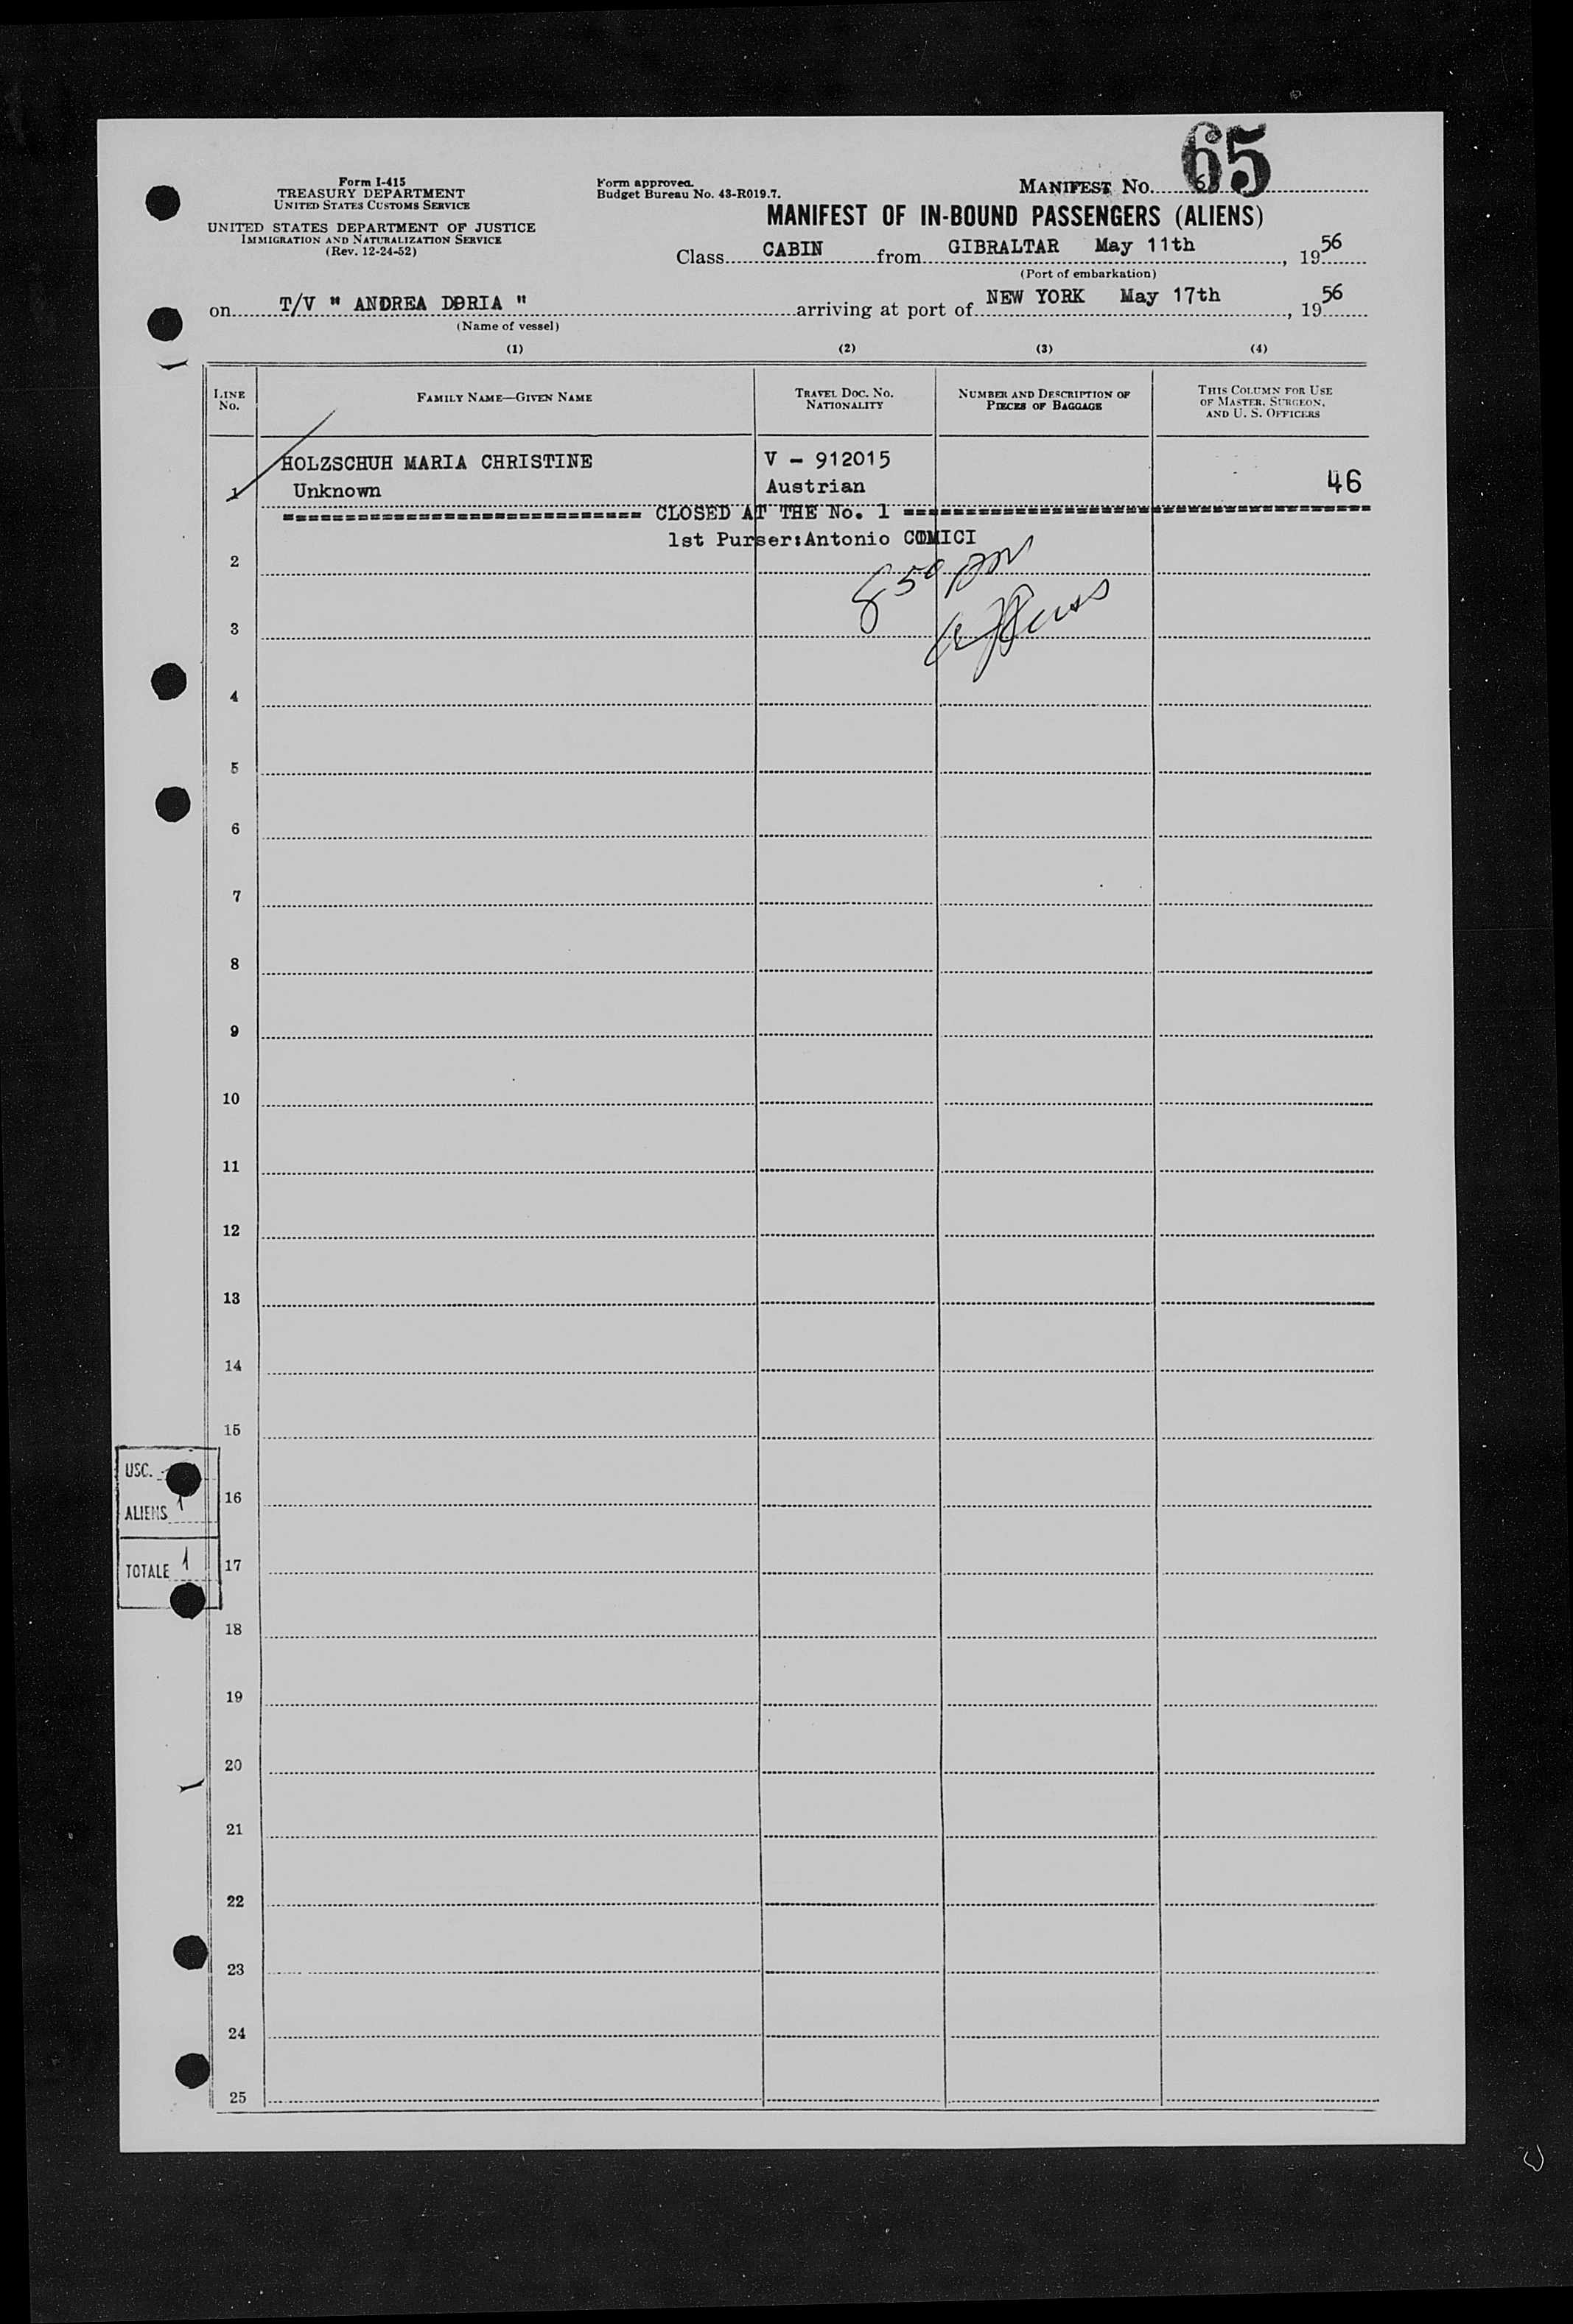 65
Form I-415
TREASURY DEPARTMENT
UNITED STATES CUSTOMS SERVICE
UNITED STATES DEPARTMENT OF JUSTICE
IMMIGRATION AND NATURALIZATION SERVICE
(Rev. 12-24-52)
Form approved.
Budget Bureau No. 43-R019.7.
MANIFEST No.
MANIFEST OF IN-BOUND PASSENGERS (ALIENS)
Class CABIN from GIBRALTAR May 11th, 1956
(Port of embarkation)
on T/V " ANDREA DORIA " arriving at port of NEW YORK May 17th, 1956
(Name of vessel)
(1) (2) (3) (4)
LINE No. FAMILY NAME—GIVEN NAME TRAVEL DOC. No. NATIONALITY NUMBER AND DESCRIPTION OF PIECES OF BAGGAGE THIS COLUMN FOR USE OF MASTER, SURGEON, AND U. S. OFFICERS
HOLZSCHUH MARIA CHRISTINE V - 912015
1 Unknown Austrian 46
CLOSED AT THE No. 1
1st Purser:Antonio COMICI
2
850 pm
3
4
5
6
7
8
9
10
11
12
13
14
15
USC.
16
ALIENS 1
17
TOTALE 1
18
19
20
21
22
23
24
25